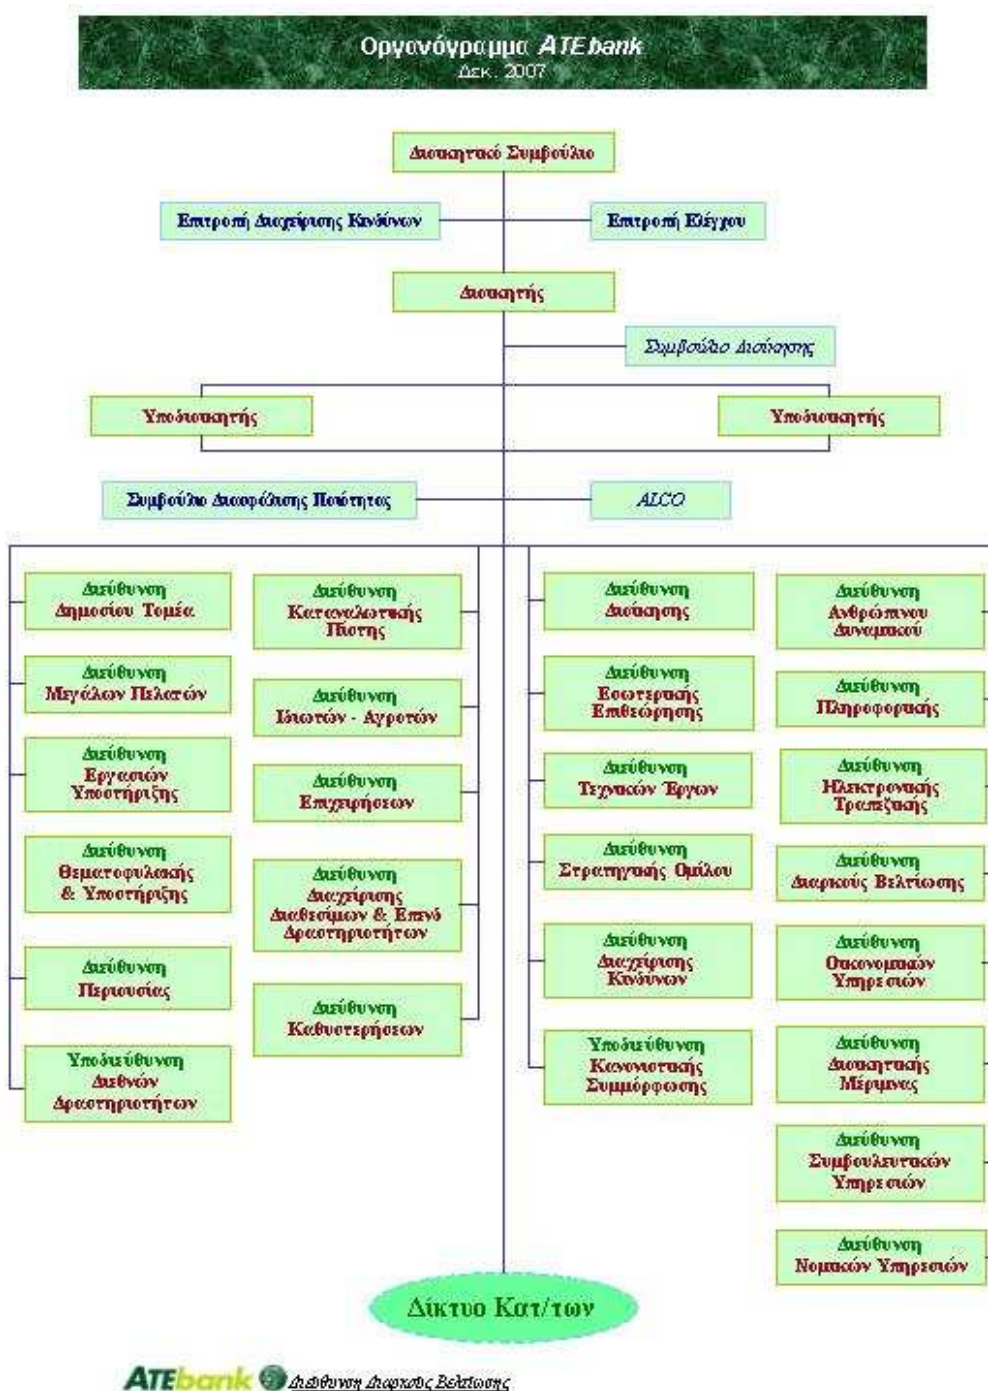 Οργανόγραμμα ATEbank
Δεκ. 2007
Διοικητικό Συμβούλιο
Επιτροπή Διαχείρισης Κινδύνων
Επιτροπή Ελέγχου
Διοικητής
Συμβούλιο Διοίκησης
Υποδιοικητής
Υποδιοικητής
Συμβούλιο Διασφάλισης Ποιότητας
ALCO
Διεύθυνση
Δημοσίου Τομέα
Διεύθυνση
Μεγάλων Πελατών
Διεύθυνση
Εργασιών
Υποστήριξης
Διεύθυνση
Θεματοφυλακής
& Υποστήριξης
Διεύθυνση
Περιουσίας
Υποδιεύθυνση
Διεθνών
Δραστηριοτήτων
Διεύθυνση
Καταναλωτικής
Πίστης
Διεύθυνση
Ιδιωτών - Αγροτών
Διεύθυνση
Επιχειρήσεων
Διεύθυνση
Διαχείρισης
Διαθεσίμων & Επενδ
Δραστηριοτήτων
Διεύθυνση
Καθυστερήσεων
Διεύθυνση
Διοίκησης
Διεύθυνση
Εσωτερικής
Επιθεώρησης
Διεύθυνση
Τεχνικών Έργων
Διεύθυνση
Στρατηγικής Ομίλου
Διεύθυνση
Διαχείρισης
Κινδύνων
Υποδιεύθυνση
Κανονιστικής
Συμμόρφωσης
Διεύθυνση
Ανθρώπινου
Δυναμικού
Διεύθυνση
Πληροφορικής
Διεύθυνση
Ηλεκτρονικής
Τραπεζικής
Διεύθυνση
Διαρκούς Βελτίωσης
Διεύθυνση
Οικονομικών
Υπηρεσιών
Διεύθυνση
Διοικητικής
Μέριμνας
Διεύθυνση
Συμβουλευτικών
Υπηρεσιών
Διεύθυνση
Νομικών Υπηρεσιών
Δίκτυο Κατ/των
ATEbank Διεύθυνση Διαρκούς Βελτίωσης